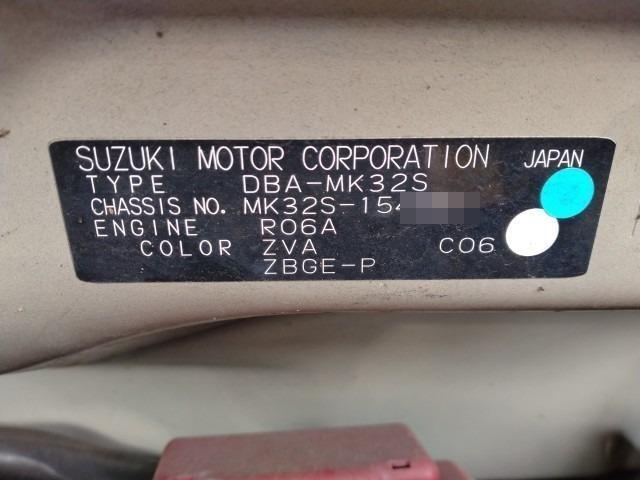 SUZUKI MOTOR CORPORATION JAPAN
TYPE DBA-MK32S
CHASSIS NO. MK32S-154
ENGINE R06A
COLOR ZVA C06
ZBGE-P